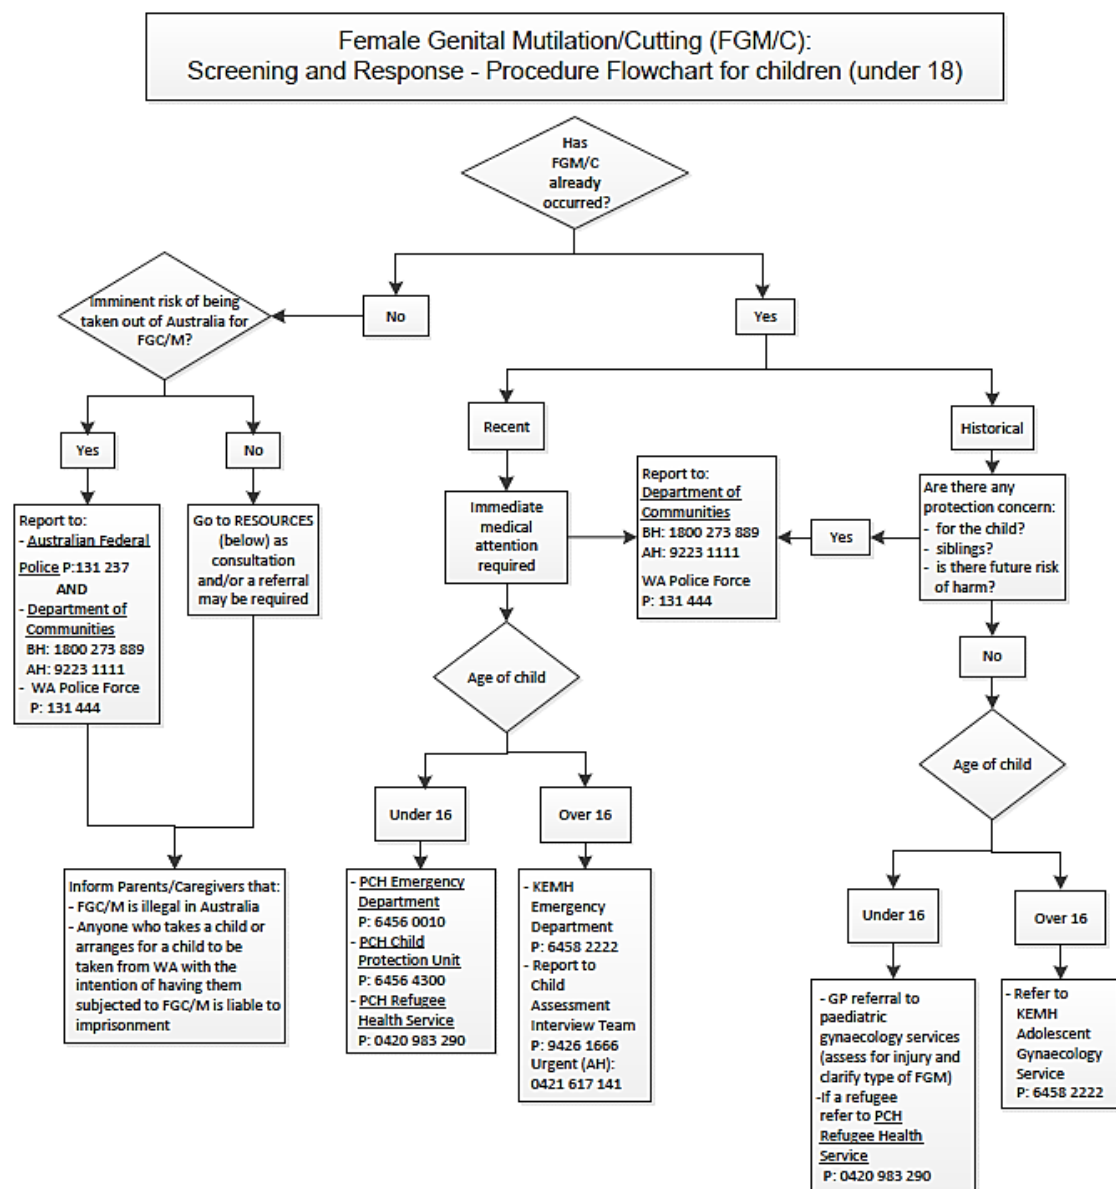 Female Genital Mutilation/Cutting (FGM/C):
Screening and Response - Procedure Flowchart for children (under 18)
Has
FGM/C
already
occurred?
Imminent risk of being
taken out of Australia for
FGC/M?
No
Yes
Yes
No
Recent
Historical
Report to:
- Australian Federal
Police P:131 237
AND
- Department of
Communities
BH: 1800 273 889
AH: 9223 1111
- WA Police Force
P: 131 444
Go to RESOURCES
(below) as
consultation
and/or a referral
may be required
Immediate
medical
attention
required
Report to:
Department of
Communities
BH: 1800 273 889
AH: 9223 1111
WA Police Force
P: 131 444
Yes
Are there any
protection concern:
- for the child?
- siblings?
- is there future risk
of harm?
No
Age of child
Age of child
Under 16
Over 16
Inform Parents/Caregivers that:
- FGC/M is illegal in Australia
- Anyone who takes a child or
arranges for a child to be
taken from WA with the
intention of having them
subjected to FGC/M is liable to
imprisonment
- PCH Emergency
Department
P: 6456 0010
- PCH Child
Protection Unit
P: 6456 4300
- PCH Refugee
Health Service
P: 0420 983 290
- KEMH
Emergency
Department
P: 6458 2222
- Report to
Child
Assessment
Interview Team
P: 9426 1666
Urgent (AH):
0421 617 141
Under 16
Over 16
- GP referral to
paediatric
gynaecology services
(assess for injury and
clarify type of FGM)
-If a refugee
refer to PCH
Refugee Health
Service
P: 0420 983 290
- Refer to
KEMH
Adolescent
Gynaecology
Service
P: 6458 2222